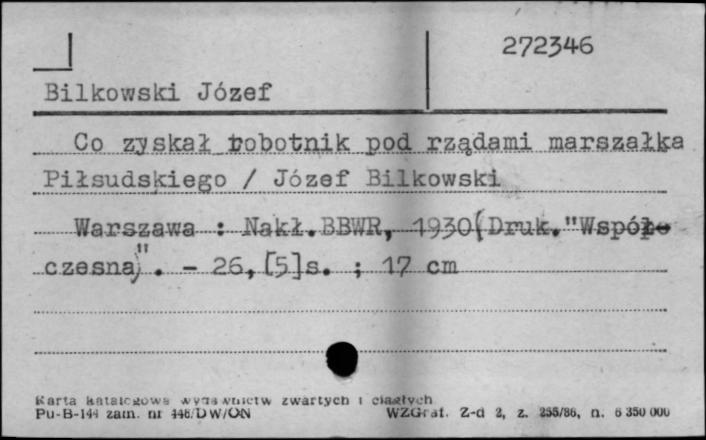 272346
Bilkowski Józef
Co zyskał robotnik pod rządami marszałka
Piłsudskiego / Józef Bilkowski
Warszawa : Nakł. BBWR, 1930 (Druk. "Współ-
czesna)". - 26, [5] s. ; 17 cm
Karta katalogowa wydawnictw zwartych i ciągłych
Pu-B-144 zam. nr 446/DW/ON WZGraf. Z-d 2, z. 255/86, n. 6 350 000